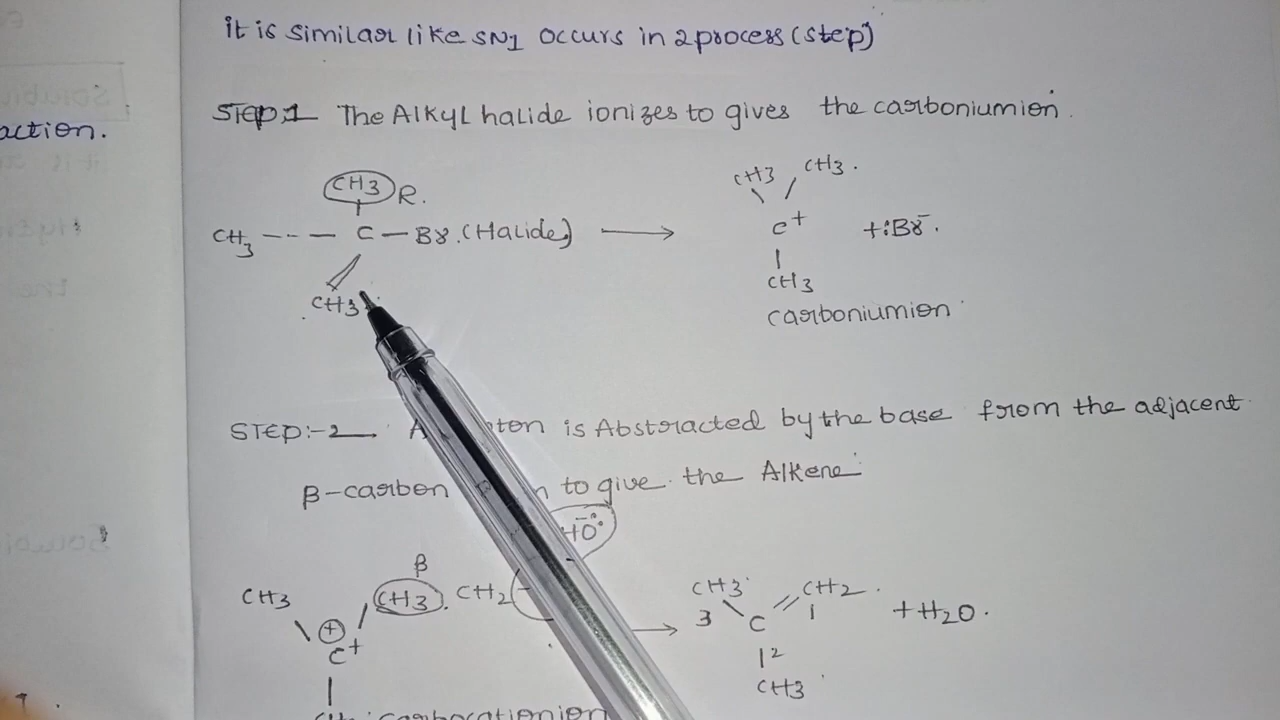 it is similar like SN1 occurs in 2 process (step)
action.
STEP:1 The Alkyl halide ionizes to gives the carboniumion.
CH3 R.
CH3 --- C — Br. (Halide) → 
CH3
CH3 CH3.
C+ +:Br-.
CH3
carboniumion
STEP:-2 is Abstracted by the base from the adjacent
β-carbon to give the Alkene
HO-:
β
CH3 CH3. CH2
+
C+
→
CH3 CH2.
3 C 1 + H2O.
2
CH3
carbocationion